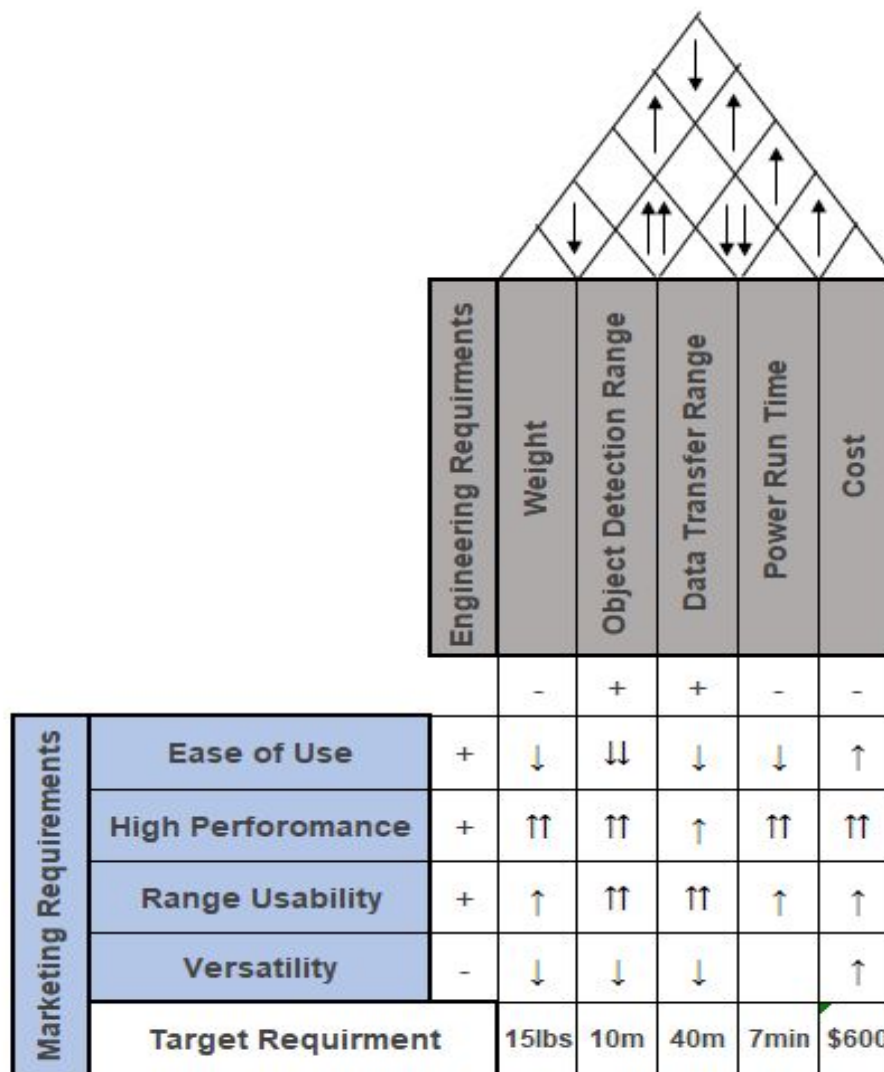 ↓
↑ ↑
↑
↓ ↑↑ ↓↓ ↑
Engineering Requirments Weight Object Detection Range Data Transfer Range Power Run Time Cost
- + + - -
Marketing Requirements
Ease of Use + ↓ ↓↓ ↓ ↓ ↑
High Perforomance + ↑↑ ↑↑ ↑ ↑↑ ↑↑
Range Usability + ↑ ↑↑ ↑↑ ↑ ↑
Versatility - ↓ ↓ ↓ ↑
Target Requirment 15lbs 10m 40m 7min $600